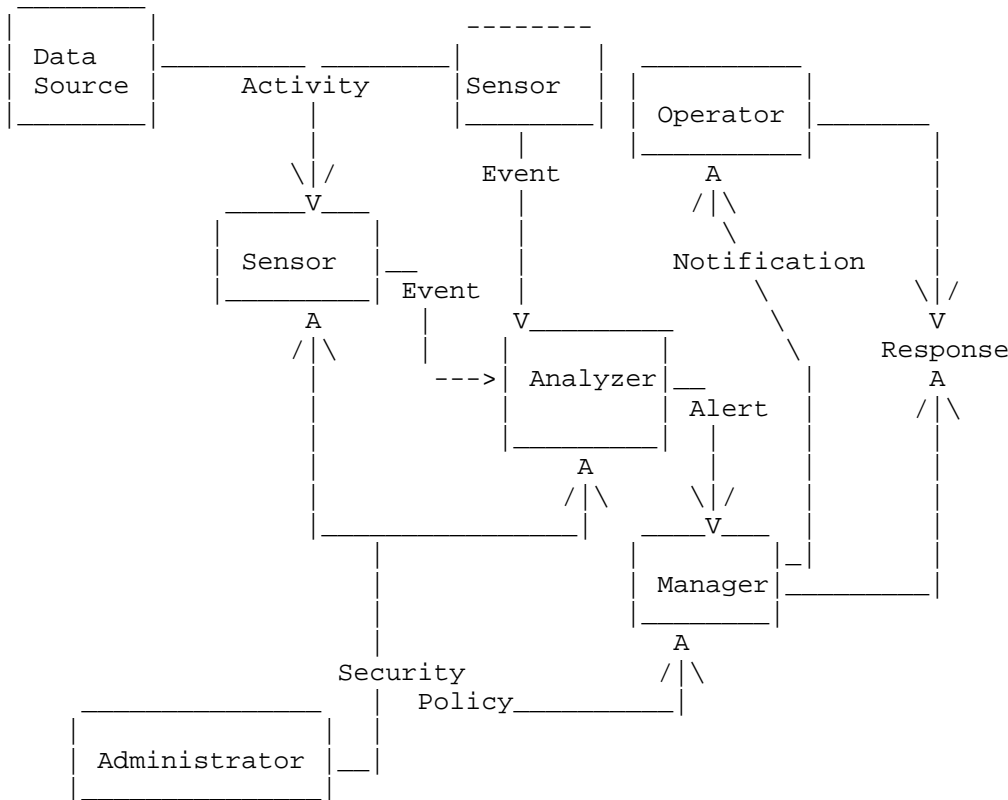 Data
Source
Activity
Sensor
Operator
Event
Sensor
Notification
Event
Response
Analyzer
Alert
Manager
Security
Policy
Administrator